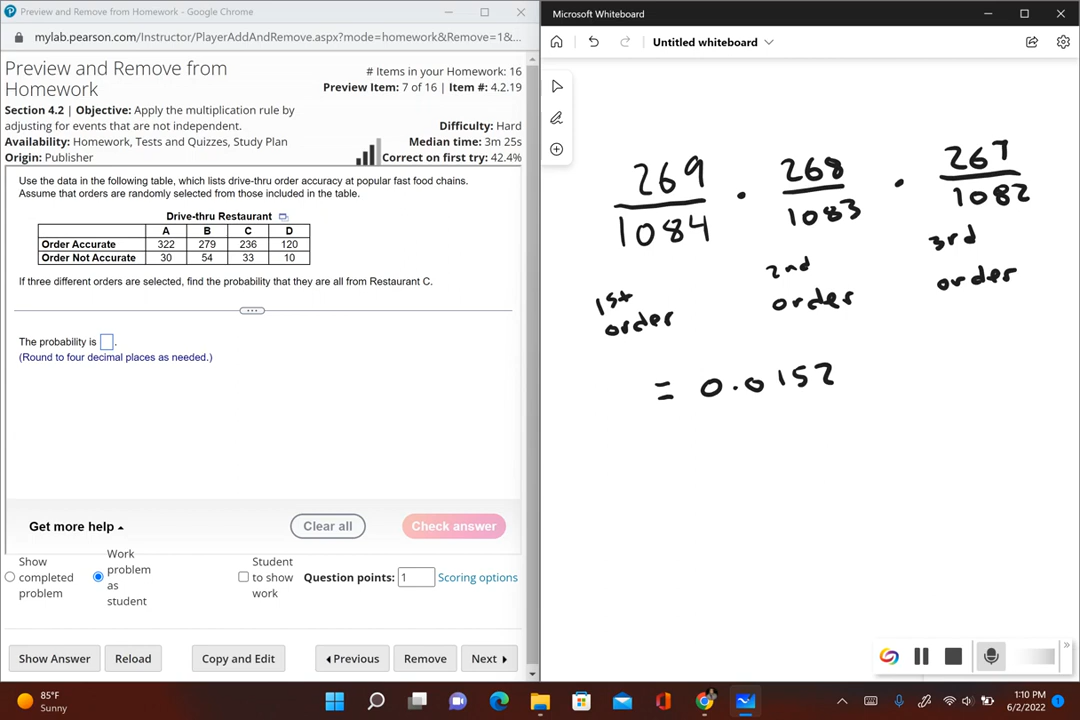 Preview and Remove from Homework - Google Chrome
mylab.pearson.com/Instructor/PlayerAddAndRemove.aspx?mode=homework&Remove=1&...
Preview and Remove from
Homework
# Items in your Homework: 16
Preview Item: 7 of 16 | Item #: 4.2.19
Section 4.2 | Objective: Apply the multiplication rule by
adjusting for events that are not independent.
Availability: Homework, Tests and Quizzes, Study Plan
Origin: Publisher
Difficulty: Hard
Median time: 3m 25s
Correct on first try: 42.4%
Use the data in the following table, which lists drive-thru order accuracy at popular fast food chains.
Assume that orders are randomly selected from those included in the table.
Drive-thru Restaurant
A B C D
Order Accurate 322 279 236 120
Order Not Accurate 30 54 33 10
If three different orders are selected, find the probability that they are all from Restaurant C.
The probability is .
(Round to four decimal places as needed.)
Get more help
Clear all
Check answer
Show
completed
problem
Work
problem
as
student
Student
to show
work
Question points: 1
Scoring options
Show Answer
Reload
Copy and Edit
Previous
Remove
Next
Microsoft Whiteboard
Untitled whiteboard
269/1084 · 268/1083 · 267/1082
1st
order
2nd
order
3rd
order
= 0.0152
85°F
Sunny
1:10 PM
6/2/2022
1